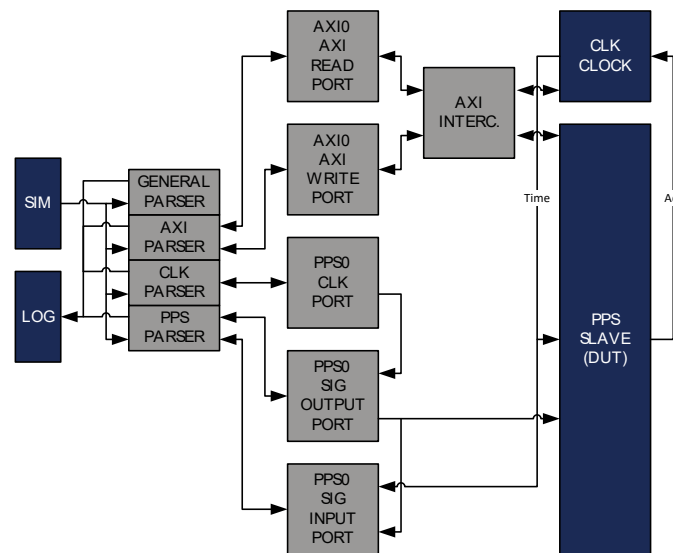 AXI0
AXI
READ
PORT
CLK
CLOCK
AXI
INTERC.
AXI0
AXI
WRITE
PORT
SIM
GENERAL
PARSER
AXI
PARSER
CLK
PARSER
PPS
PARSER
LOG
Time
PPS0
CLK
PORT
PPS
SLAVE
(DUT)
PPS0
SIG
OUTPUT
PORT
PPS0
SIG
INPUT
PORT